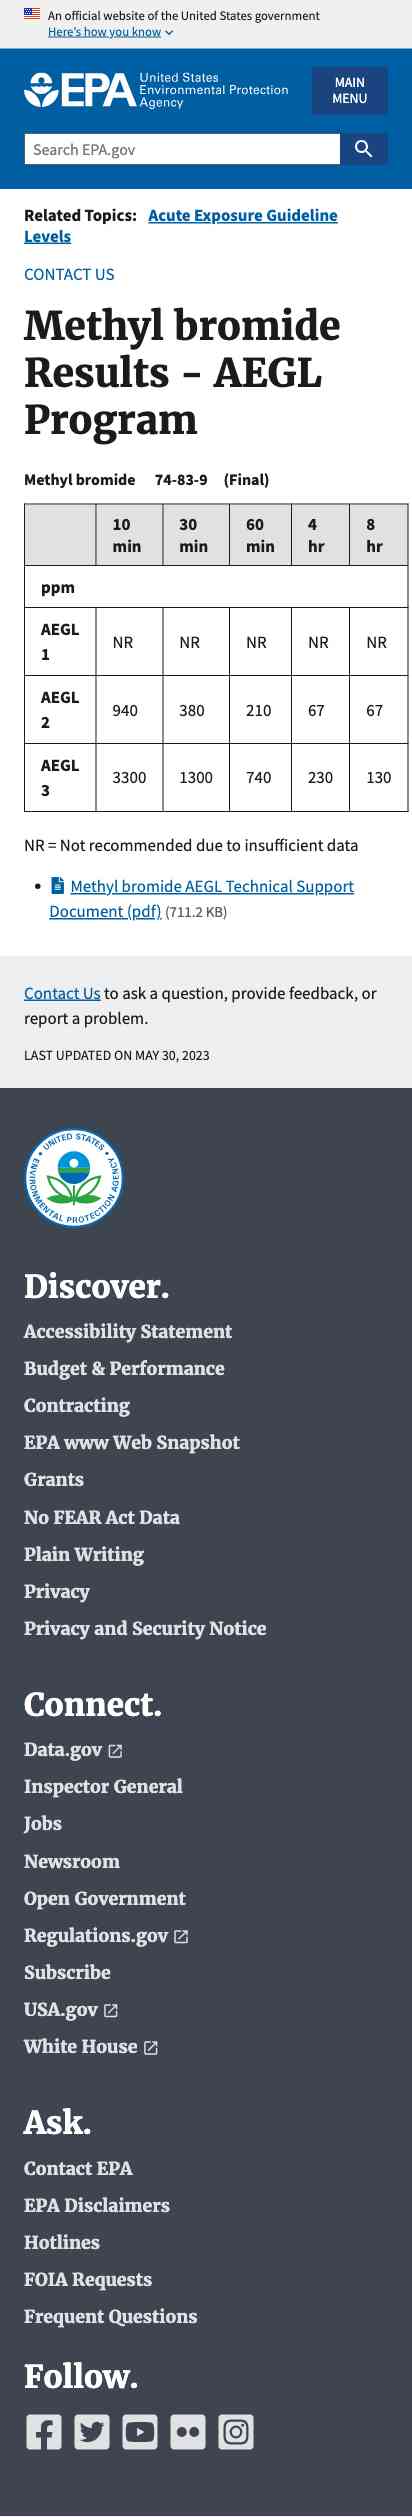 An official website of the United States government
Here's how you know
EPA United States
Environmental Protection
Agency
MAIN
MENU
Search EPA.gov
Related Topics: Acute Exposure Guideline
Levels
CONTACT US
Methyl bromide
Results - AEGL
Program
Methyl bromide 74-83-9 (Final)
10 min 30 min 60 min 4 hr 8 hr
ppm
AEGL 1 NR NR NR NR NR
AEGL 2 940 380 210 67 67
AEGL 3 3300 1300 740 230 130
NR = Not recommended due to insufficient data
• Methyl bromide AEGL Technical Support
Document (pdf) (711.2 KB)
Contact Us to ask a question, provide feedback, or
report a problem.
LAST UPDATED ON MAY 30, 2023
UNITED STATES
ENVIRONMENTAL PROTECTION AGENCY
Discover.
Accessibility Statement
Budget & Performance
Contracting
EPA www Web Snapshot
Grants
No FEAR Act Data
Plain Writing
Privacy
Privacy and Security Notice
Connect.
Data.gov
Inspector General
Jobs
Newsroom
Open Government
Regulations.gov
Subscribe
USA.gov
White House
Ask.
Contact EPA
EPA Disclaimers
Hotlines
FOIA Requests
Frequent Questions
Follow.